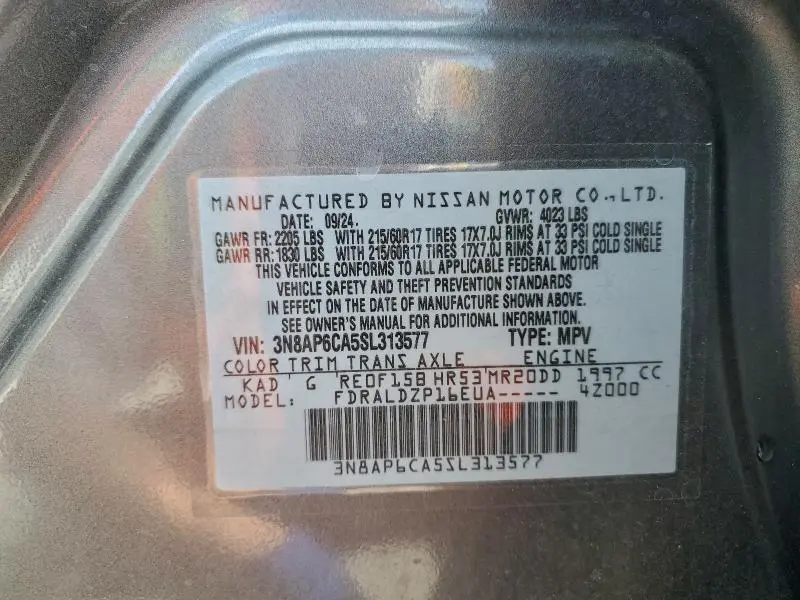 MANUFACTURED BY NISSAN MOTOR CO., LTD.
DATE: 09/24. GVWR: 4023 LBS
GAWR FR: 2205 LBS WITH 215/60R17 TIRES 17X7.0J RIMS AT 33 PSI COLD SINGLE
GAWR RR: 1830 LBS WITH 215/60R17 TIRES 17X7.0J RIMS AT 33 PSI COLD SINGLE
THIS VEHICLE CONFORMS TO ALL APPLICABLE FEDERAL MOTOR
VEHICLE SAFETY AND THEFT PREVENTION STANDARDS
IN EFFECT ON THE DATE OF MANUFACTURE SHOWN ABOVE.
SEE OWNER'S MANUAL FOR ADDITIONAL INFORMATION.
VIN: 3N8AP6CA5SL313577 TYPE: MPV
COLOR TRIM TRANS AXLE ENGINE
KAD G RE0F15B HR53 MR20DD 1997 CC
MODEL: FDRALDZP16EUA----- 4Z000
3N8AP6CA5SL313577